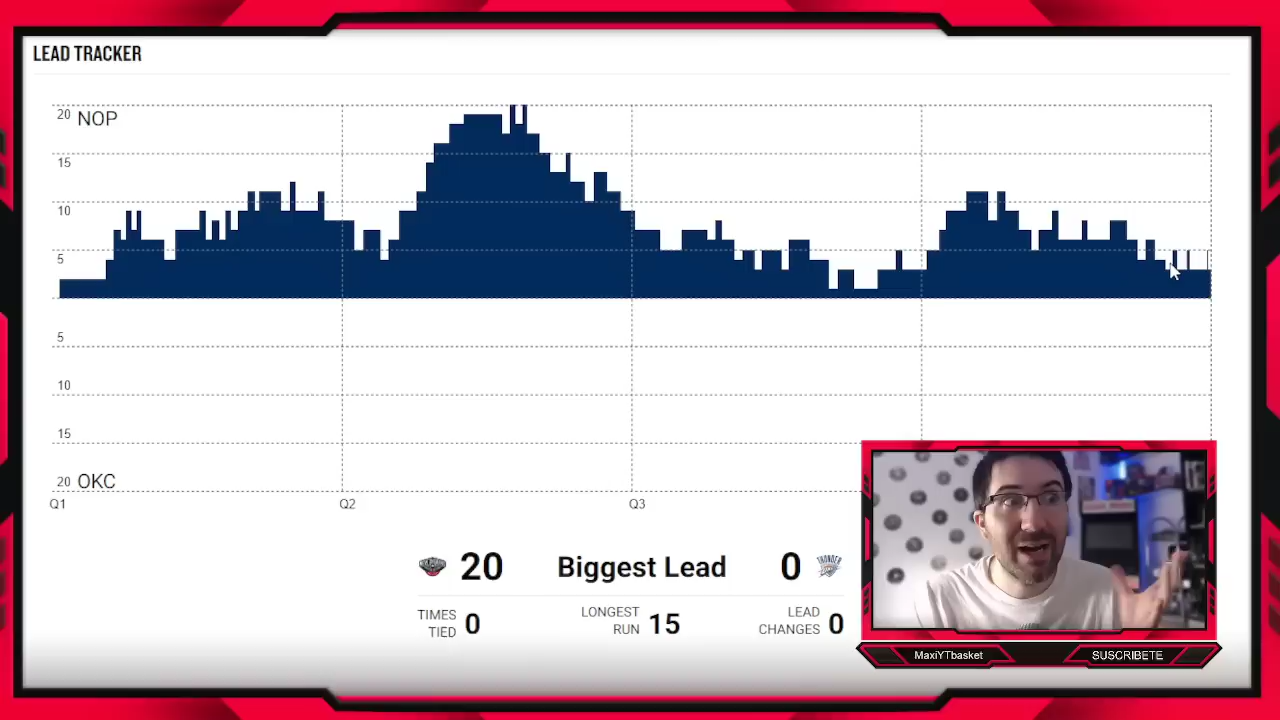 LEAD TRACKER
20 NOP
15
10
5
5
10
15
20 OKC
Q1 Q2 Q3
20 Biggest Lead 0 THUNDER
TIMES TIED 0 LONGEST RUN 15 LEAD CHANGES 0
MaxiYTbasket SUSCRIBETE